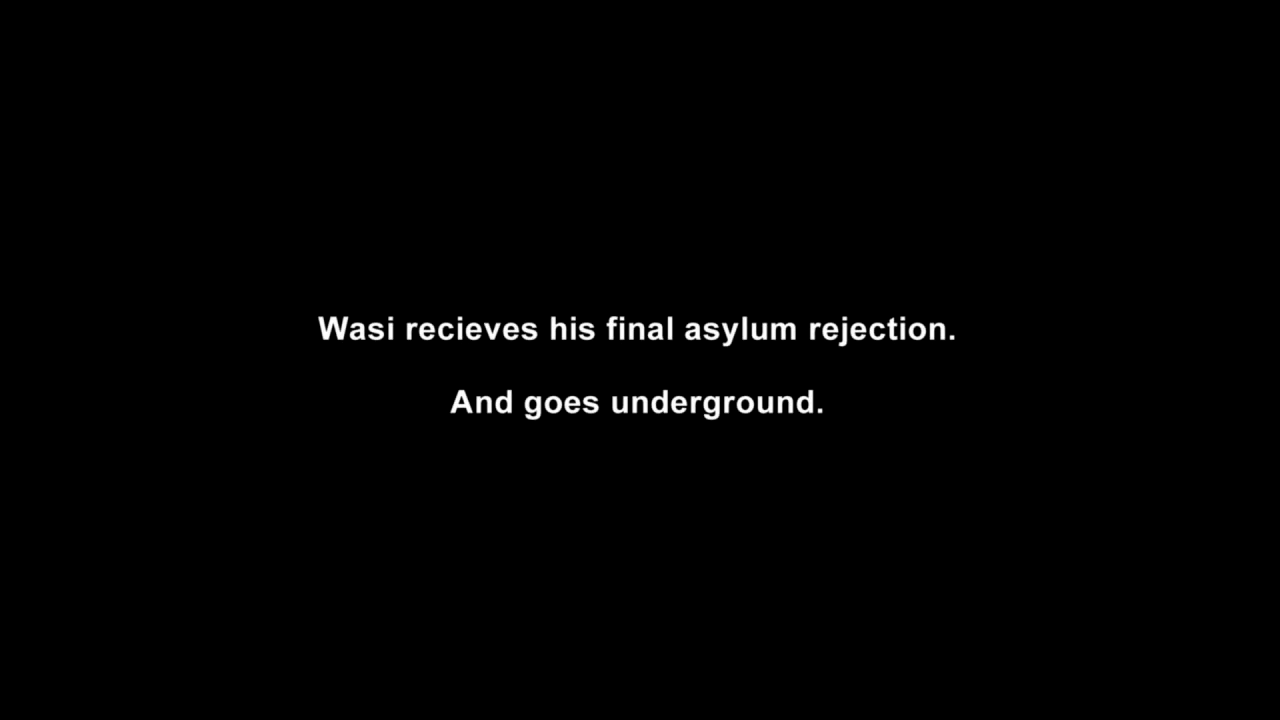 Wasi recieves his final asylum rejection.
And goes underground.